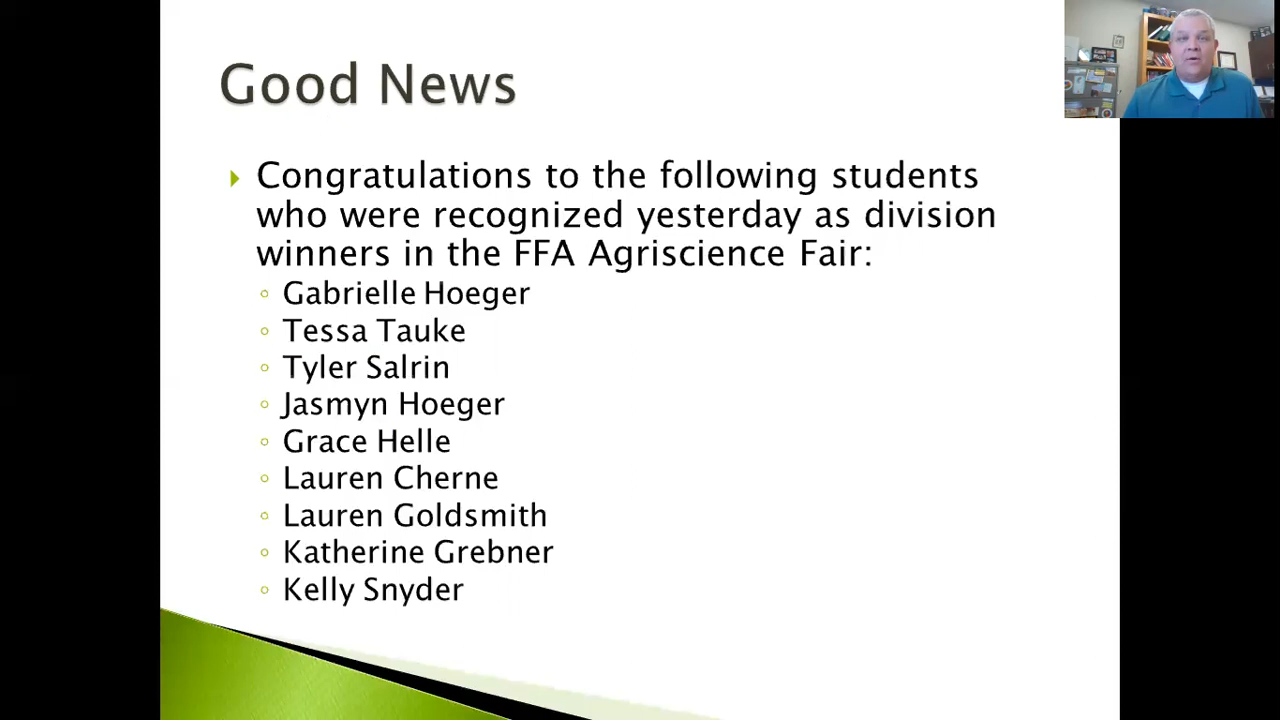 Good News
Congratulations to the following students
who were recognized yesterday as division
winners in the FFA Agriscience Fair:
Gabrielle Hoeger
Tessa Tauke
Tyler Salrin
Jasmyn Hoeger
Grace Helle
Lauren Cherne
Lauren Goldsmith
Katherine Grebner
Kelly Snyder